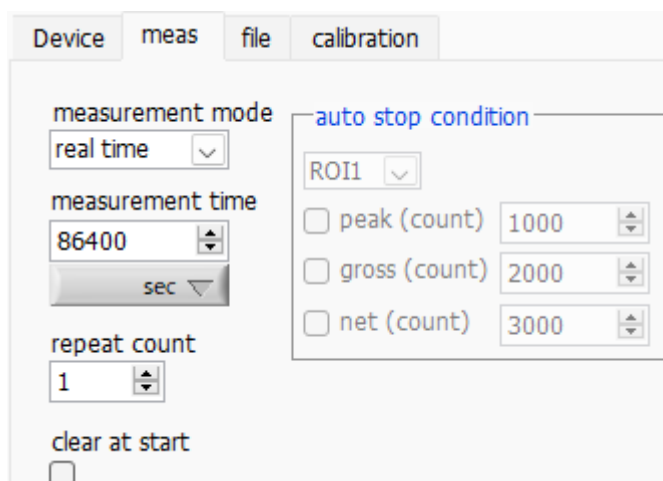 Device meas file calibration
measurement mode
real time
measurement time
86400
sec
repeat count
1
clear at start
auto stop condition
ROI1
peak (count) 1000
gross (count) 2000
net (count) 3000